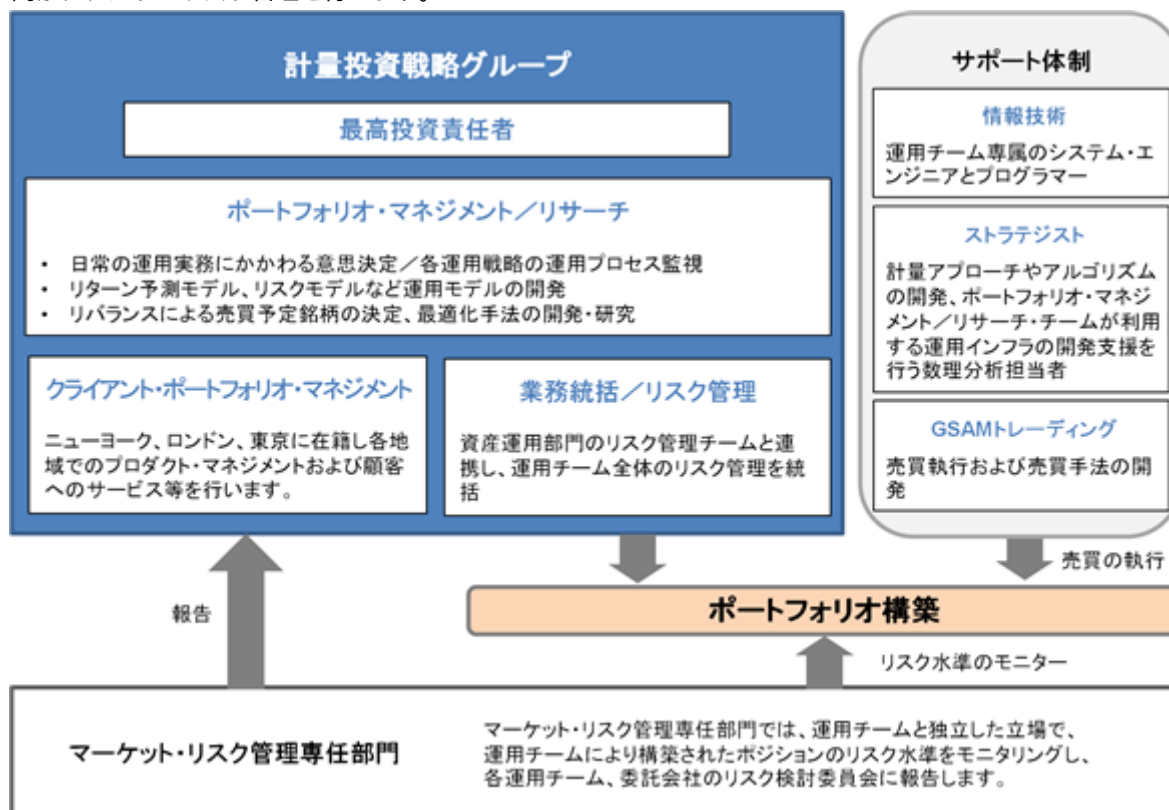 計量投資戦略グループ
最高投資責任者
ポートフォリオ・マネジメント／リサーチ
• 日常の運用実務にかかわる意思決定／各運用戦略の運用プロセス監視
• リターン予測モデル、リスクモデルなど運用モデルの開発
• リバランスによる売買予定銘柄の決定、最適化手法の開発・研究
クライアント・ポートフォリオ・マネジメント
ニューヨーク、ロンドン、東京に在籍し各地
域でのプロダクト・マネジメントおよび顧客
へのサービス等を行います。
業務統括／リスク管理
資産運用部門のリスク管理チームと連
携し、運用チーム全体のリスク管理を統
括
サポート体制
情報技術
運用チーム専属のシステム・エ
ンジニアとプログラマー
ストラテジスト
計量アプローチやアルゴリズム
の開発、ポートフォリオ・マネジ
メント／リサーチ・チームが利用
する運用インフラの開発支援を
行う数理分析担当者
GSAMトレーディング
売買執行および売買手法の開
発
売買の執行
報告
ポートフォリオ構築
リスク水準のモニター
マーケット・リスク管理専任部門
マーケット・リスク管理専任部門では、運用チームと独立した立場で、
運用チームにより構築されたポジションのリスク水準をモニタリングし、
各運用チーム、委託会社のリスク検討委員会に報告します。